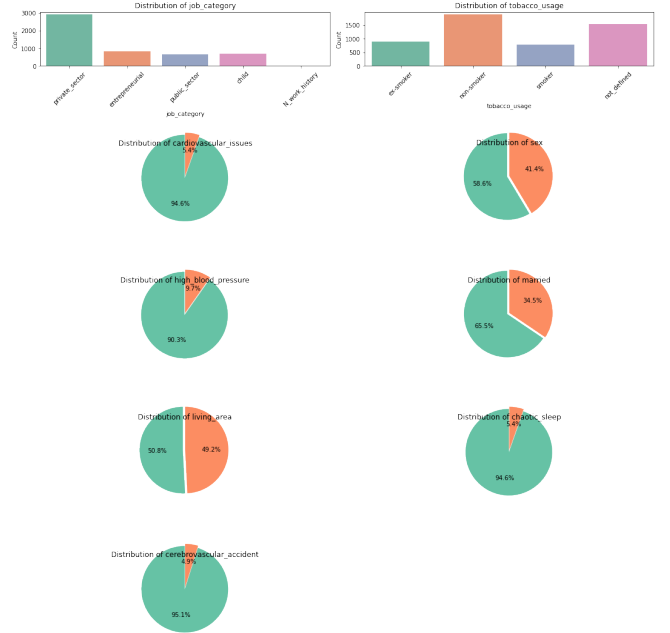 Distribution of job_category
Count
3000
2000
1000
0
private_sector
entrepreneurial
public_sector
child
N_work_history
job_category
Distribution of tobacco_usage
Count
1500
1000
500
0
ex-smoker
non-smoker
smoker
not_defined
tobacco_usage
Distribution of cardiovascular_issues
5.4%
94.6%
Distribution of sex
41.4%
58.6%
Distribution of high_blood_pressure
9.7%
90.3%
Distribution of married
34.5%
65.5%
Distribution of living_area
50.8%
49.2%
Distribution of chaotic_sleep
5.4%
94.6%
Distribution of cerebrovascular_accident
4.9%
95.1%